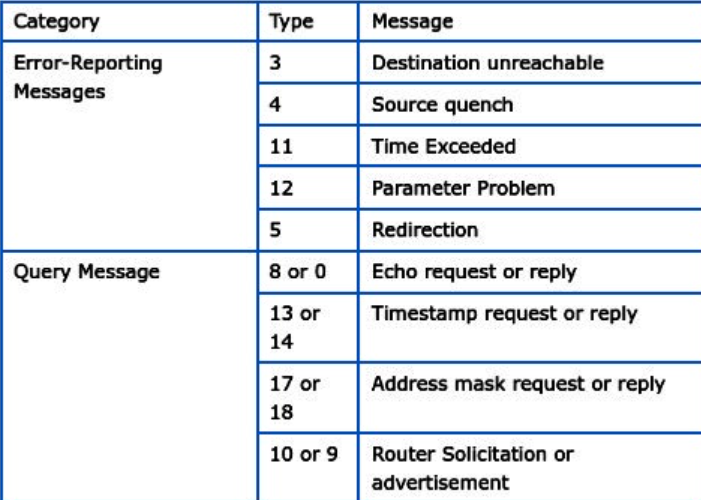 Category Type Message
Error-Reporting 3 Destination unreachable
Messages
4 Source quench
11 Time Exceeded
12 Parameter Problem
5 Redirection
Query Message 8 or 0 Echo request or reply
13 or Timestamp request or reply
14
17 or Address mask request or reply
18
10 or 9 Router Solicitation or
advertisement